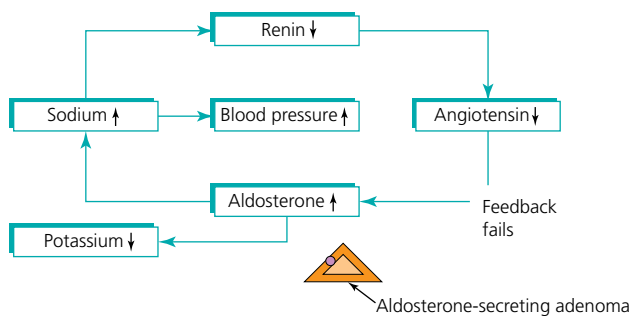 Renin ↓
Sodium ↑
Blood pressure ↑
Angiotensin ↓
Aldosterone ↑
Feedback
fails
Potassium ↓
Aldosterone-secreting adenoma